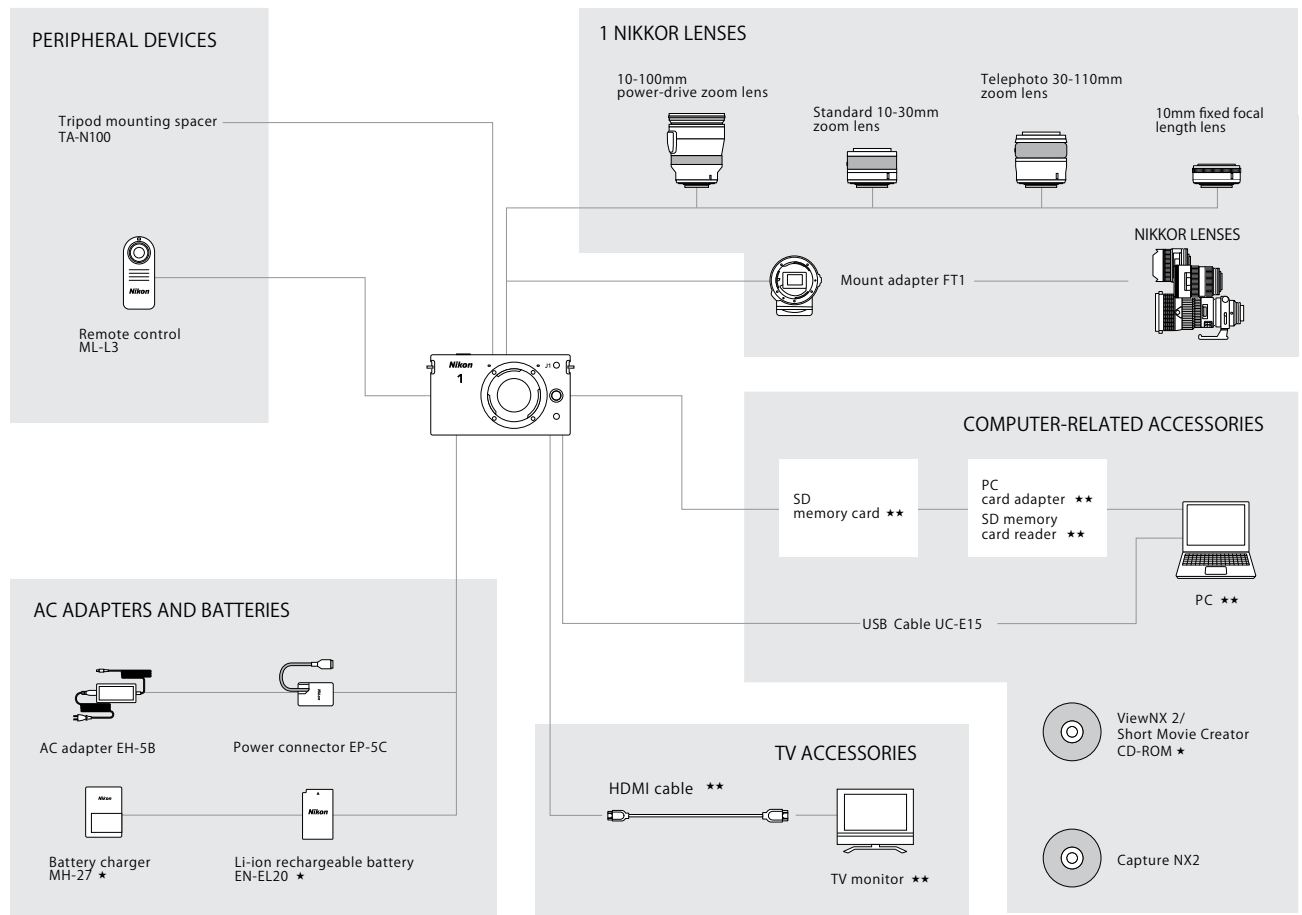 PERIPHERAL DEVICES
Tripod mounting spacer
TA-N100
Nikon
Remote control
ML-L3
1 NIKKOR LENSES
10-100mm
power-drive zoom lens
Standard 10-30mm
zoom lens
Telephoto 30-110mm
zoom lens
10mm fixed focal
length lens
NIKKOR LENSES
Mount adapter FT1
Nikon
1
J1
COMPUTER-RELATED ACCESSORIES
SD
memory card ★★
PC
card adapter ★★
SD memory
card reader ★★
PC ★★
USB Cable UC-E15
ViewNX 2/
Short Movie Creator
CD-ROM ★
Capture NX2
AC ADAPTERS AND BATTERIES
Nikon
AC adapter EH-5B
Power connector EP-5C
Nikon
Nikon
Battery charger
MH-27 ★
Li-ion rechargeable battery
EN-EL20 ★
TV ACCESSORIES
HDMI cable ★★
TV monitor ★★